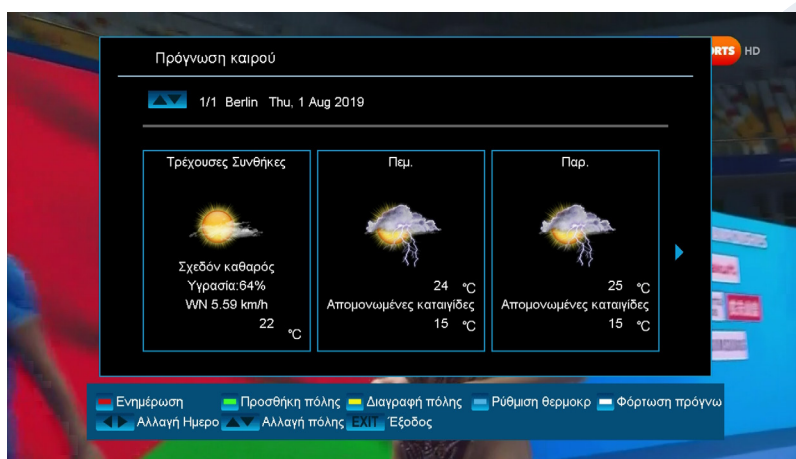 Πρόγνωση καιρού
RTS HD
1/1 Berlin Thu, 1 Aug 2019
Τρέχουσες Συνθήκες
Σχεδόν καθαρός
Υγρασία:64%
WN 5.59 km/h
22 °C
Πεμ.
24 °C
Απομονωμένες καταιγίδες
15 °C
Παρ.
25 °C
Απομονωμένες καταιγίδες
15 °C
Ενημέρωση Προσθήκη πόλης Διαγραφή πόλης Ρύθμιση θερμοκρ Φόρτωση πρόγνω
Αλλαγή Ημερο Αλλαγή πόλης EXIT Έξοδος